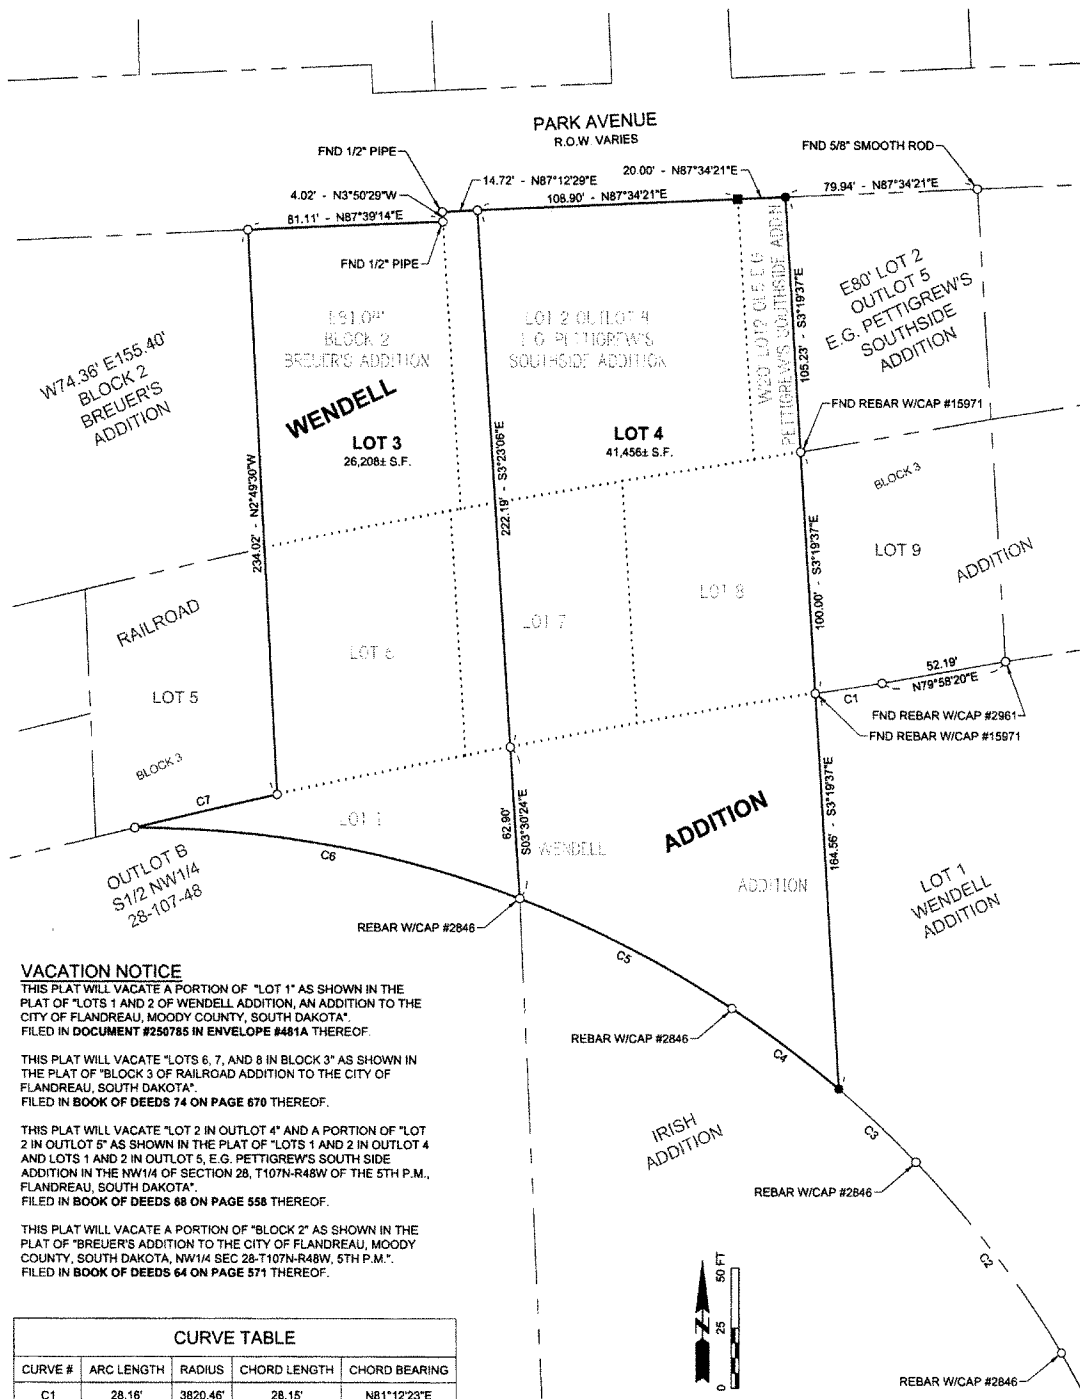 PARK AVENUE
R.O.W. VARIES
FND 1/2" PIPE
FND 5/8" SMOOTH ROD
4.02' - N3°50'29"W
14.72' - N87°12'29"E
20.00' - N87°34'21"E
79.94' - N87°34'21"E
81.11' - N87°39'14"E
108.90' - N87°34'21"E
FND 1/2" PIPE
W74.36' E155.40'
BLOCK 2
BREUER'S
ADDITION
E81.04'
BLOCK 2
BREUER'S ADDITION
LOT 2 OUTLOT 4
E.G. PETTIGREW'S
SOUTHSIDE ADDITION
W20' LOT 2 OL5 E.G.
PETTIGREW'S SOUTHSIDE ADD'N
105.23' - S3°19'37"E
E80' LOT 2
OUTLOT 5
E.G. PETTIGREW'S
SOUTHSIDE
ADDITION
WENDELL
LOT 3
26,208± S.F.
LOT 4
41,456± S.F.
FND REBAR W/CAP #15971
234.02' - N2°49'30"W
222.19' - S3°23'06"E
100.00' - S3°19'37"E
BLOCK 3
LOT 9
ADDITION
RAILROAD
LOT 5
BLOCK 3
LOT 6
LOT 7
LOT 8
52.19'
N79°58'20"E
C1
FND REBAR W/CAP #2961
FND REBAR W/CAP #15971
C7
LOT 1
C6
62.90'
S03°30'24"E
WENDELL
ADDITION
ADDITION
164.56' - S3°19'37"E
LOT 1
WENDELL
ADDITION
OUTLOT B
S1/2 NW1/4
28-107-48
REBAR W/CAP #2846
C5
REBAR W/CAP #2846
C4
C3
IRISH
ADDITION
REBAR W/CAP #2846
C2
REBAR W/CAP #2846
VACATION NOTICE
THIS PLAT WILL VACATE A PORTION OF "LOT 1" AS SHOWN IN THE
PLAT OF "LOTS 1 AND 2 OF WENDELL ADDITION, AN ADDITION TO THE
CITY OF FLANDREAU, MOODY COUNTY, SOUTH DAKOTA".
FILED IN DOCUMENT #250785 IN ENVELOPE #481A THEREOF.
THIS PLAT WILL VACATE "LOTS 6, 7, AND 8 IN BLOCK 3" AS SHOWN IN
THE PLAT OF "BLOCK 3 OF RAILROAD ADDITION TO THE CITY OF
FLANDREAU, SOUTH DAKOTA".
FILED IN BOOK OF DEEDS 74 ON PAGE 670 THEREOF.
THIS PLAT WILL VACATE "LOT 2 IN OUTLOT 4" AND A PORTION OF "LOT
2 IN OUTLOT 5" AS SHOWN IN THE PLAT OF "LOTS 1 AND 2 IN OUTLOT 4
AND LOTS 1 AND 2 IN OUTLOT 5, E.G. PETTIGREW'S SOUTH SIDE
ADDITION IN THE NW1/4 OF SECTION 28, T107N-R48W OF THE 5TH P.M.,
FLANDREAU, SOUTH DAKOTA".
FILED IN BOOK OF DEEDS 68 ON PAGE 558 THEREOF.
THIS PLAT WILL VACATE A PORTION OF "BLOCK 2" AS SHOWN IN THE
PLAT OF "BREUER'S ADDITION TO THE CITY OF FLANDREAU, MOODY
COUNTY, SOUTH DAKOTA, NW1/4 SEC 28-T107N-R48W, 5TH P.M.".
FILED IN BOOK OF DEEDS 64 ON PAGE 571 THEREOF.
N
0 25 50 FT
CURVE TABLE
CURVE # ARC LENGTH RADIUS CHORD LENGTH CHORD BEARING
C1 28.16' 3820.46' 28.15' N81°12'23"E